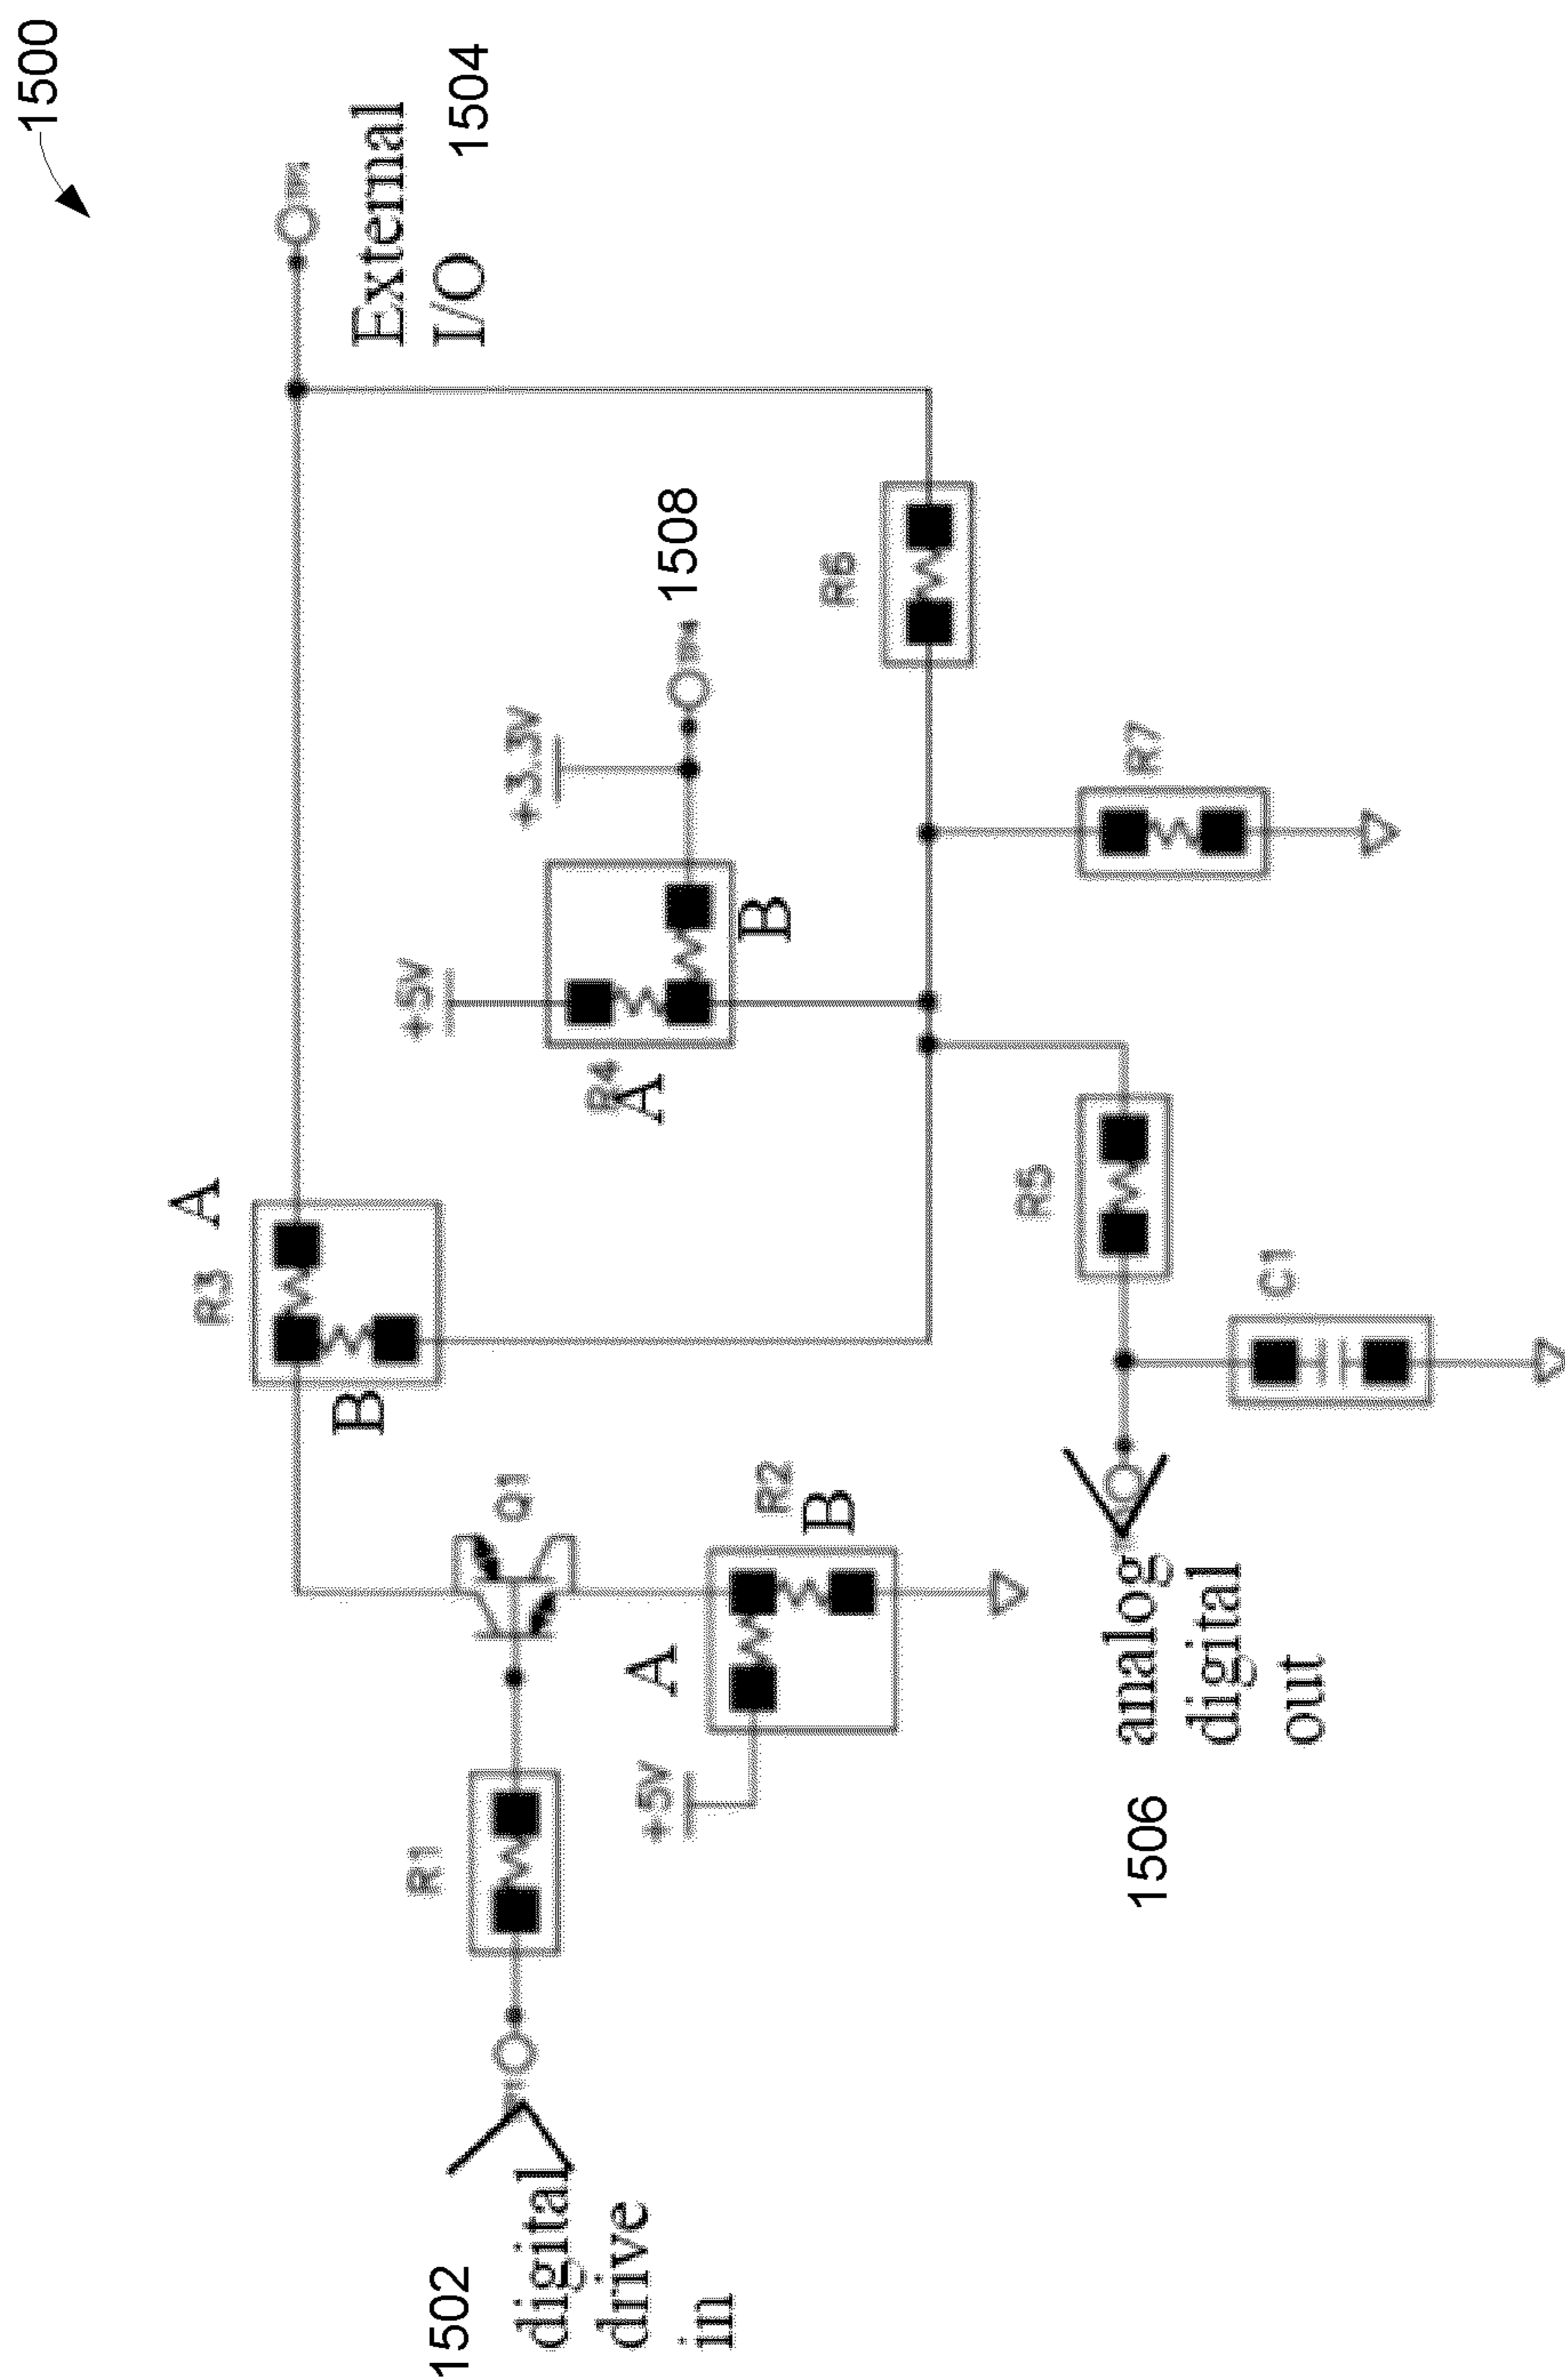 1500
External
I/O
1504
+3.3V
1508
+5V
R4
A
B
R3
A
B
R6
R7
R5
C1
Q1
R2
A
B
+5V
R1
1502
digital
drive
in
analog
digital
out
1506